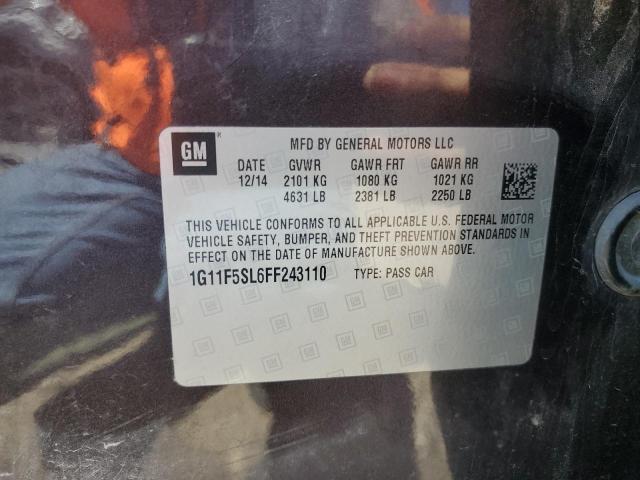 GM
MFD BY GENERAL MOTORS LLC
DATE GVWR GAWR FRT GAWR RR
12/14 2101 KG 1080 KG 1021 KG
4631 LB 2381 LB 2250 LB
THIS VEHICLE CONFORMS TO ALL APPLICABLE U.S. FEDERAL MOTOR
VEHICLE SAFETY, BUMPER, AND THEFT PREVENTION STANDARDS IN
EFFECT ON THE DATE OF MANUFACTURE SHOWN ABOVE.
1G11F5SL6FF243110 TYPE: PASS CAR